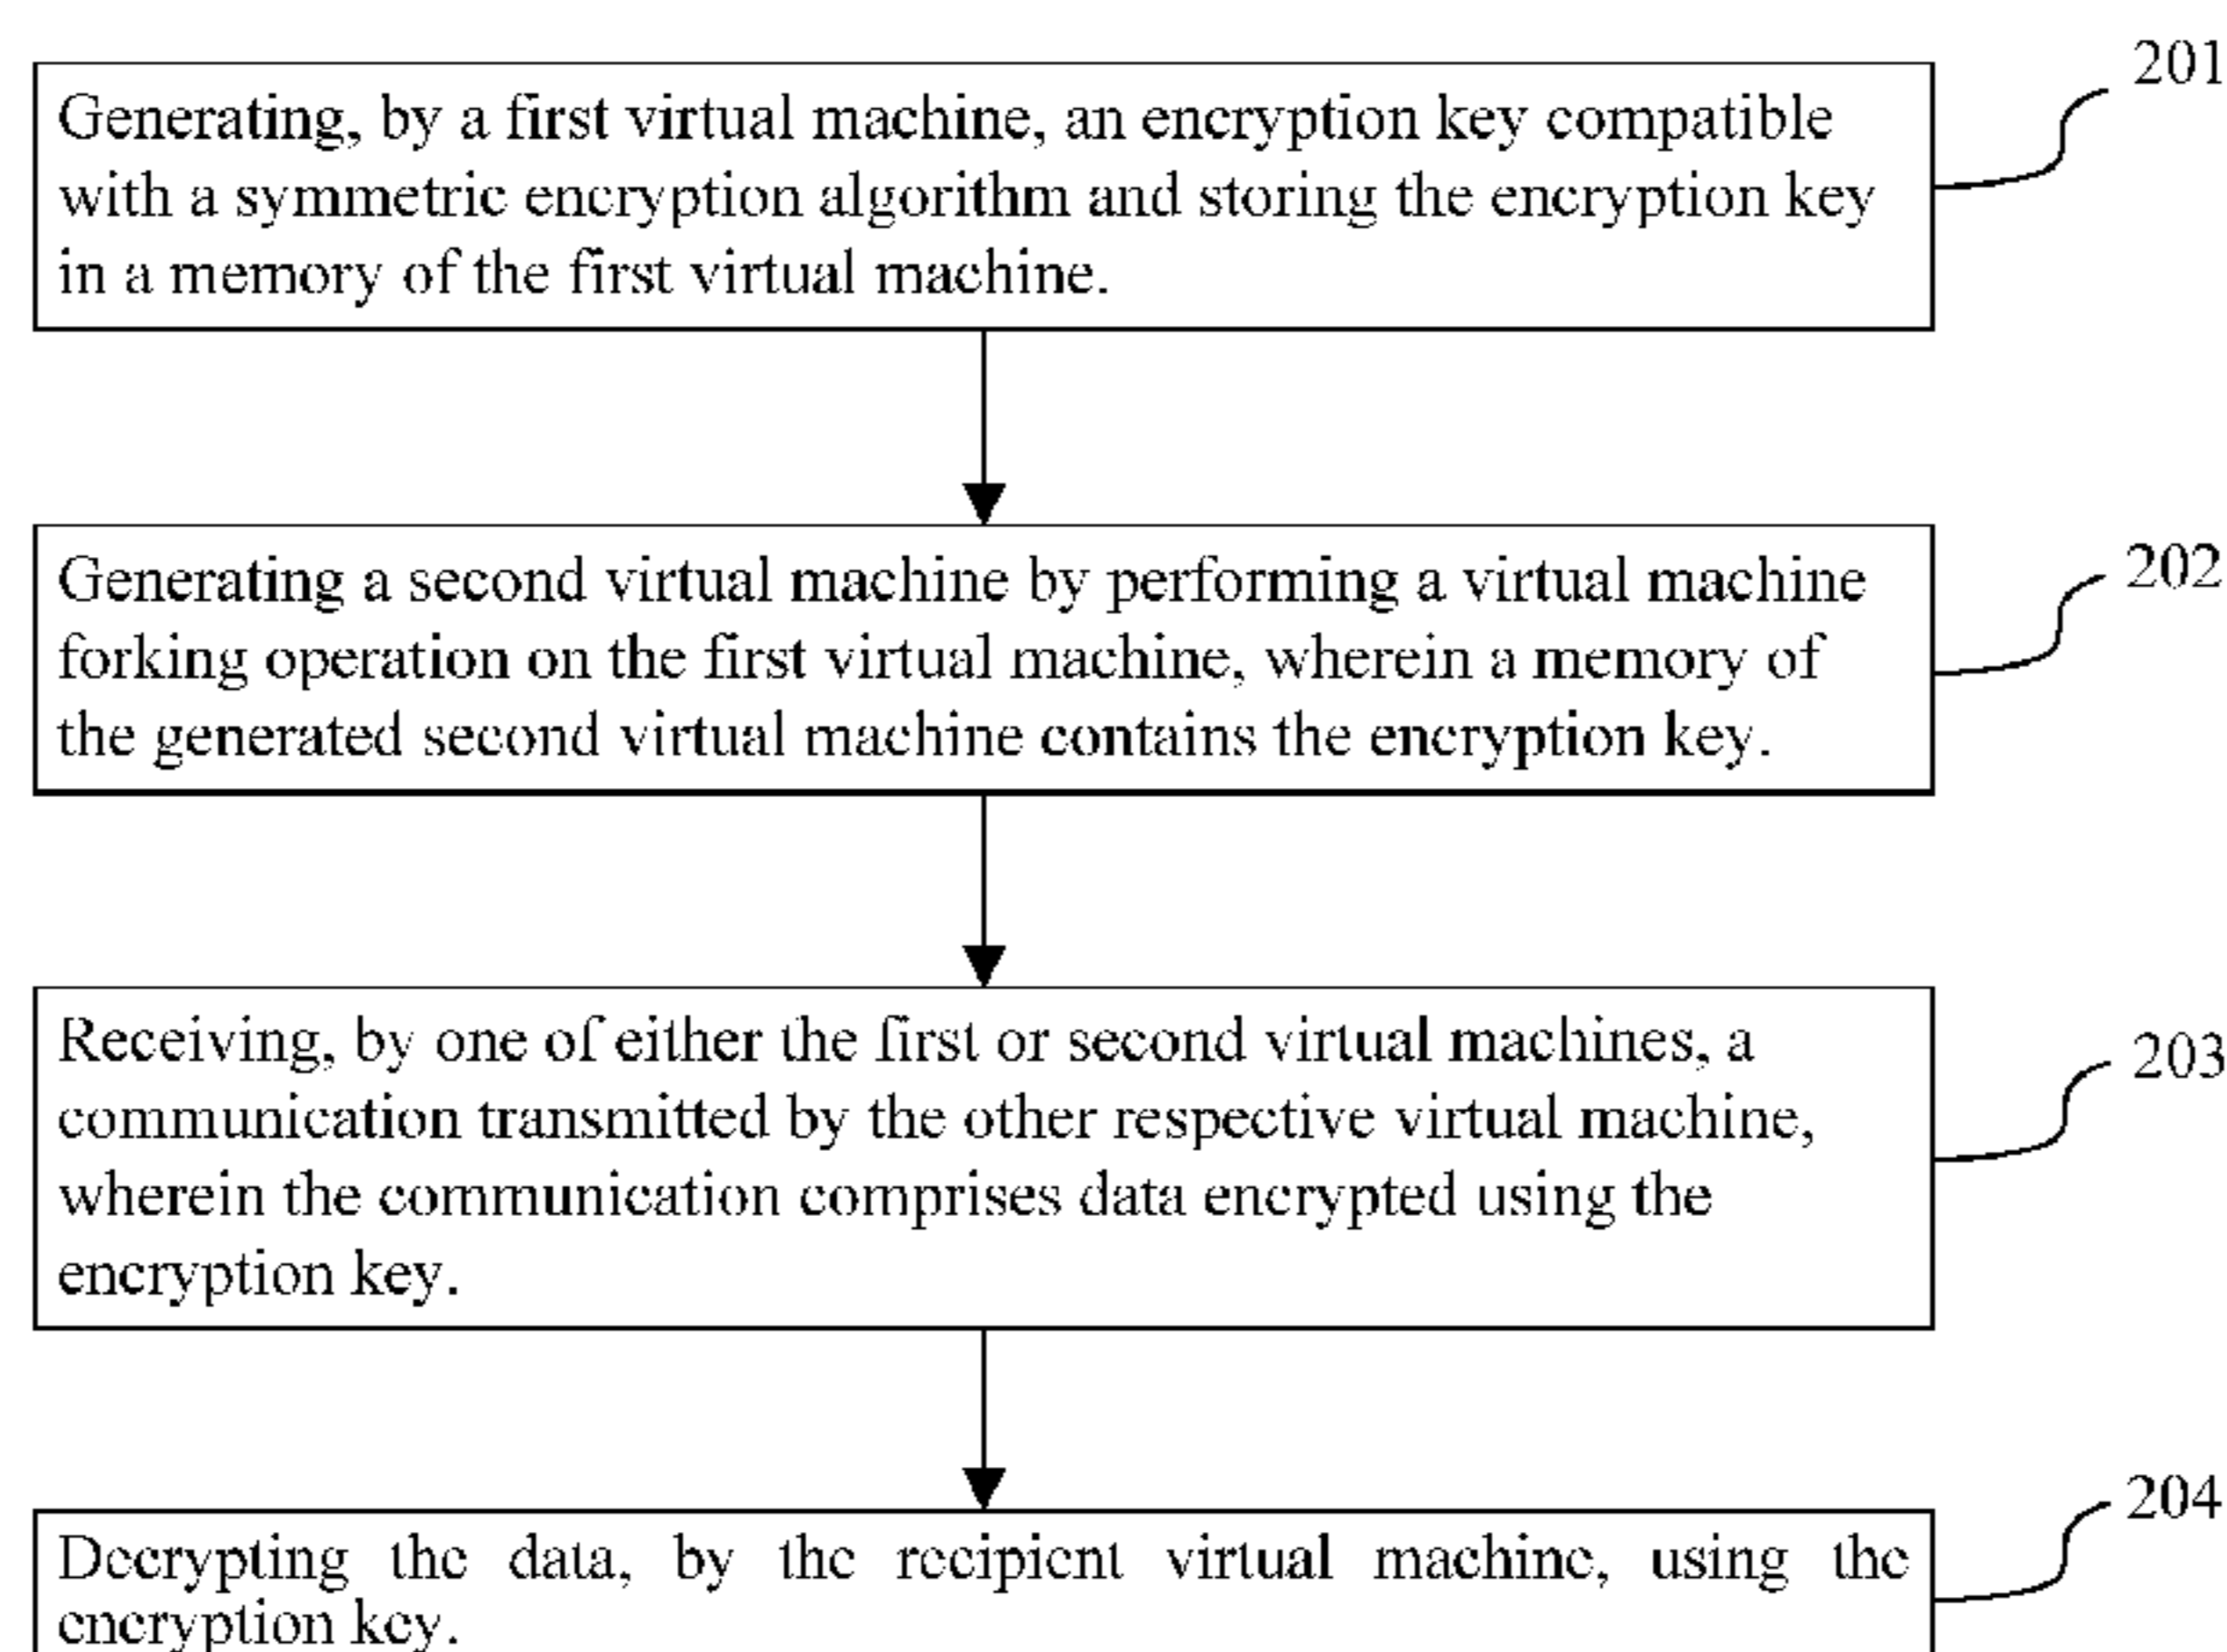 201
Generating, by a first virtual machine, an encryption key compatible
with a symmetric encryption algorithm and storing the encryption key
in a memory of the first virtual machine.
202
Generating a second virtual machine by performing a virtual machine
forking operation on the first virtual machine, wherein a memory of
the generated second virtual machine contains the encryption key.
203
Receiving, by one of either the first or second virtual machines, a
communication transmitted by the other respective virtual machine,
wherein the communication comprises data encrypted using the
encryption key.
204
Decrypting the data, by the recipient virtual machine, using the
encryption key.